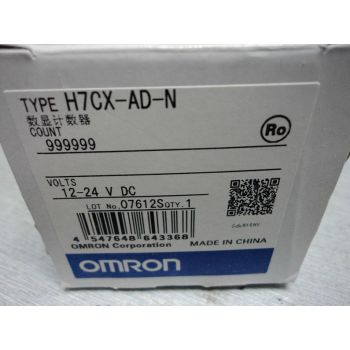 TYPE H7CX-AD-N
数显计数器
COUNT
999999
Ro
VOLTS
12-24 V DC
LOT No. 07612S QTY. 1
4 547648 643368
OMRON Corporation MADE IN CHINA
OMRON